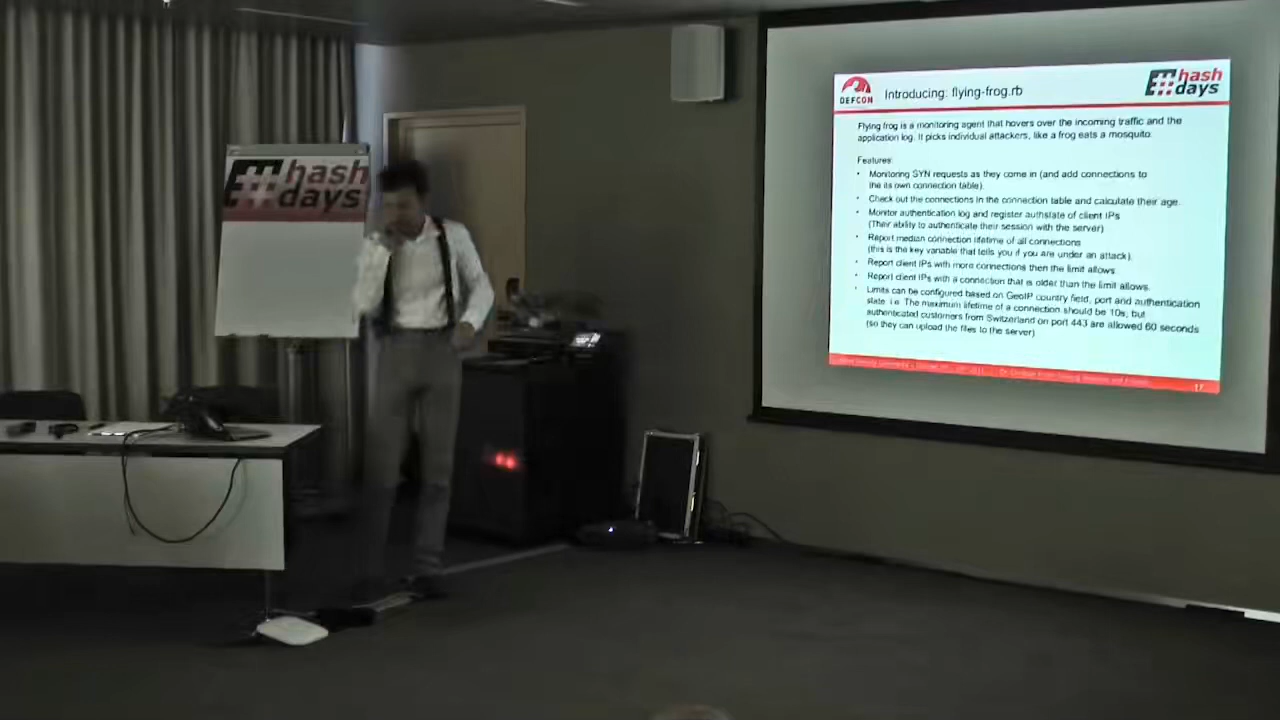 hash
days
DEFCON
Introducing: flying-frog.rb
hash
days
Flying frog is a monitoring agent that hovers over the incoming traffic and the
application log. It picks individual attackers, like a frog eats a mosquito.
Features:
• Monitoring SYN requests as they come in (and add connections to
the its own connection table).
• Check out the connections in the connection table and calculate their age.
• Monitor authentication log and register authstate of client IPs
(Their ability to authenticate their session with the server)
• Report median connection lifetime of all connections
(this is the key variable that tells you if you are under an attack).
• Report client IPs with more connections then the limit allows.
• Report client IPs with a connection that is older than the limit allows.
• Limits can be configured based on GeoIP country field, port and authentication
state i.e. The maximum lifetime of a connection should be 10s, but
authenticated customers from Switzerland on port 443 are allowed 60 seconds
(so they can upload the files to the server)
17